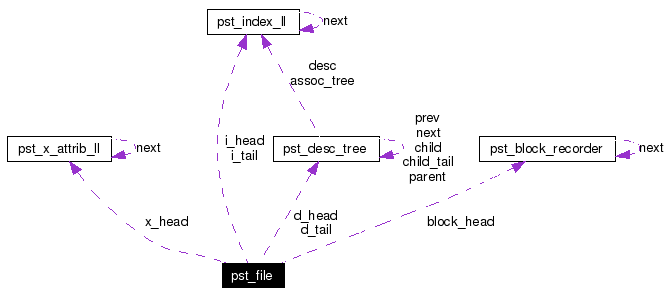 pst_index_ll
next
desc
assoc_tree
prev
next
child
child_tail
parent
i_head
i_tail
pst_x_attrib_ll
next
pst_desc_tree
pst_block_recorder
next
x_head
d_head
d_tail
block_head
pst_file